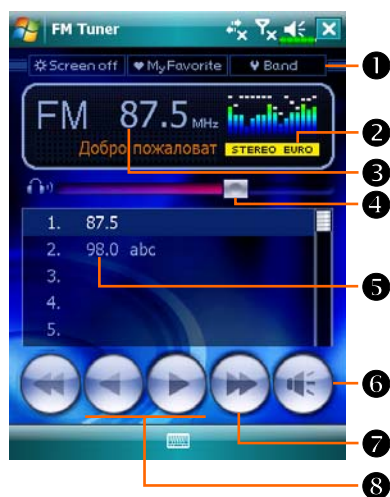 FM Tuner
Screen off MyFavorite Band
FM 87.5 MHz
Добро пожаловат STEREO EURO
1. 87.5
2. 98.0 abc
3.
4.
5.
1
2
3
4
5
6
7
8